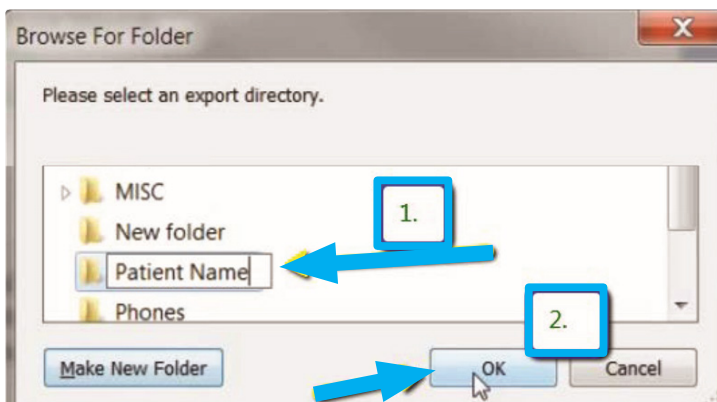 Browse For Folder
X
Please select an export directory.
MISC
1.
New folder
Patient Name
Phones
2.
Make New Folder
OK
Cancel